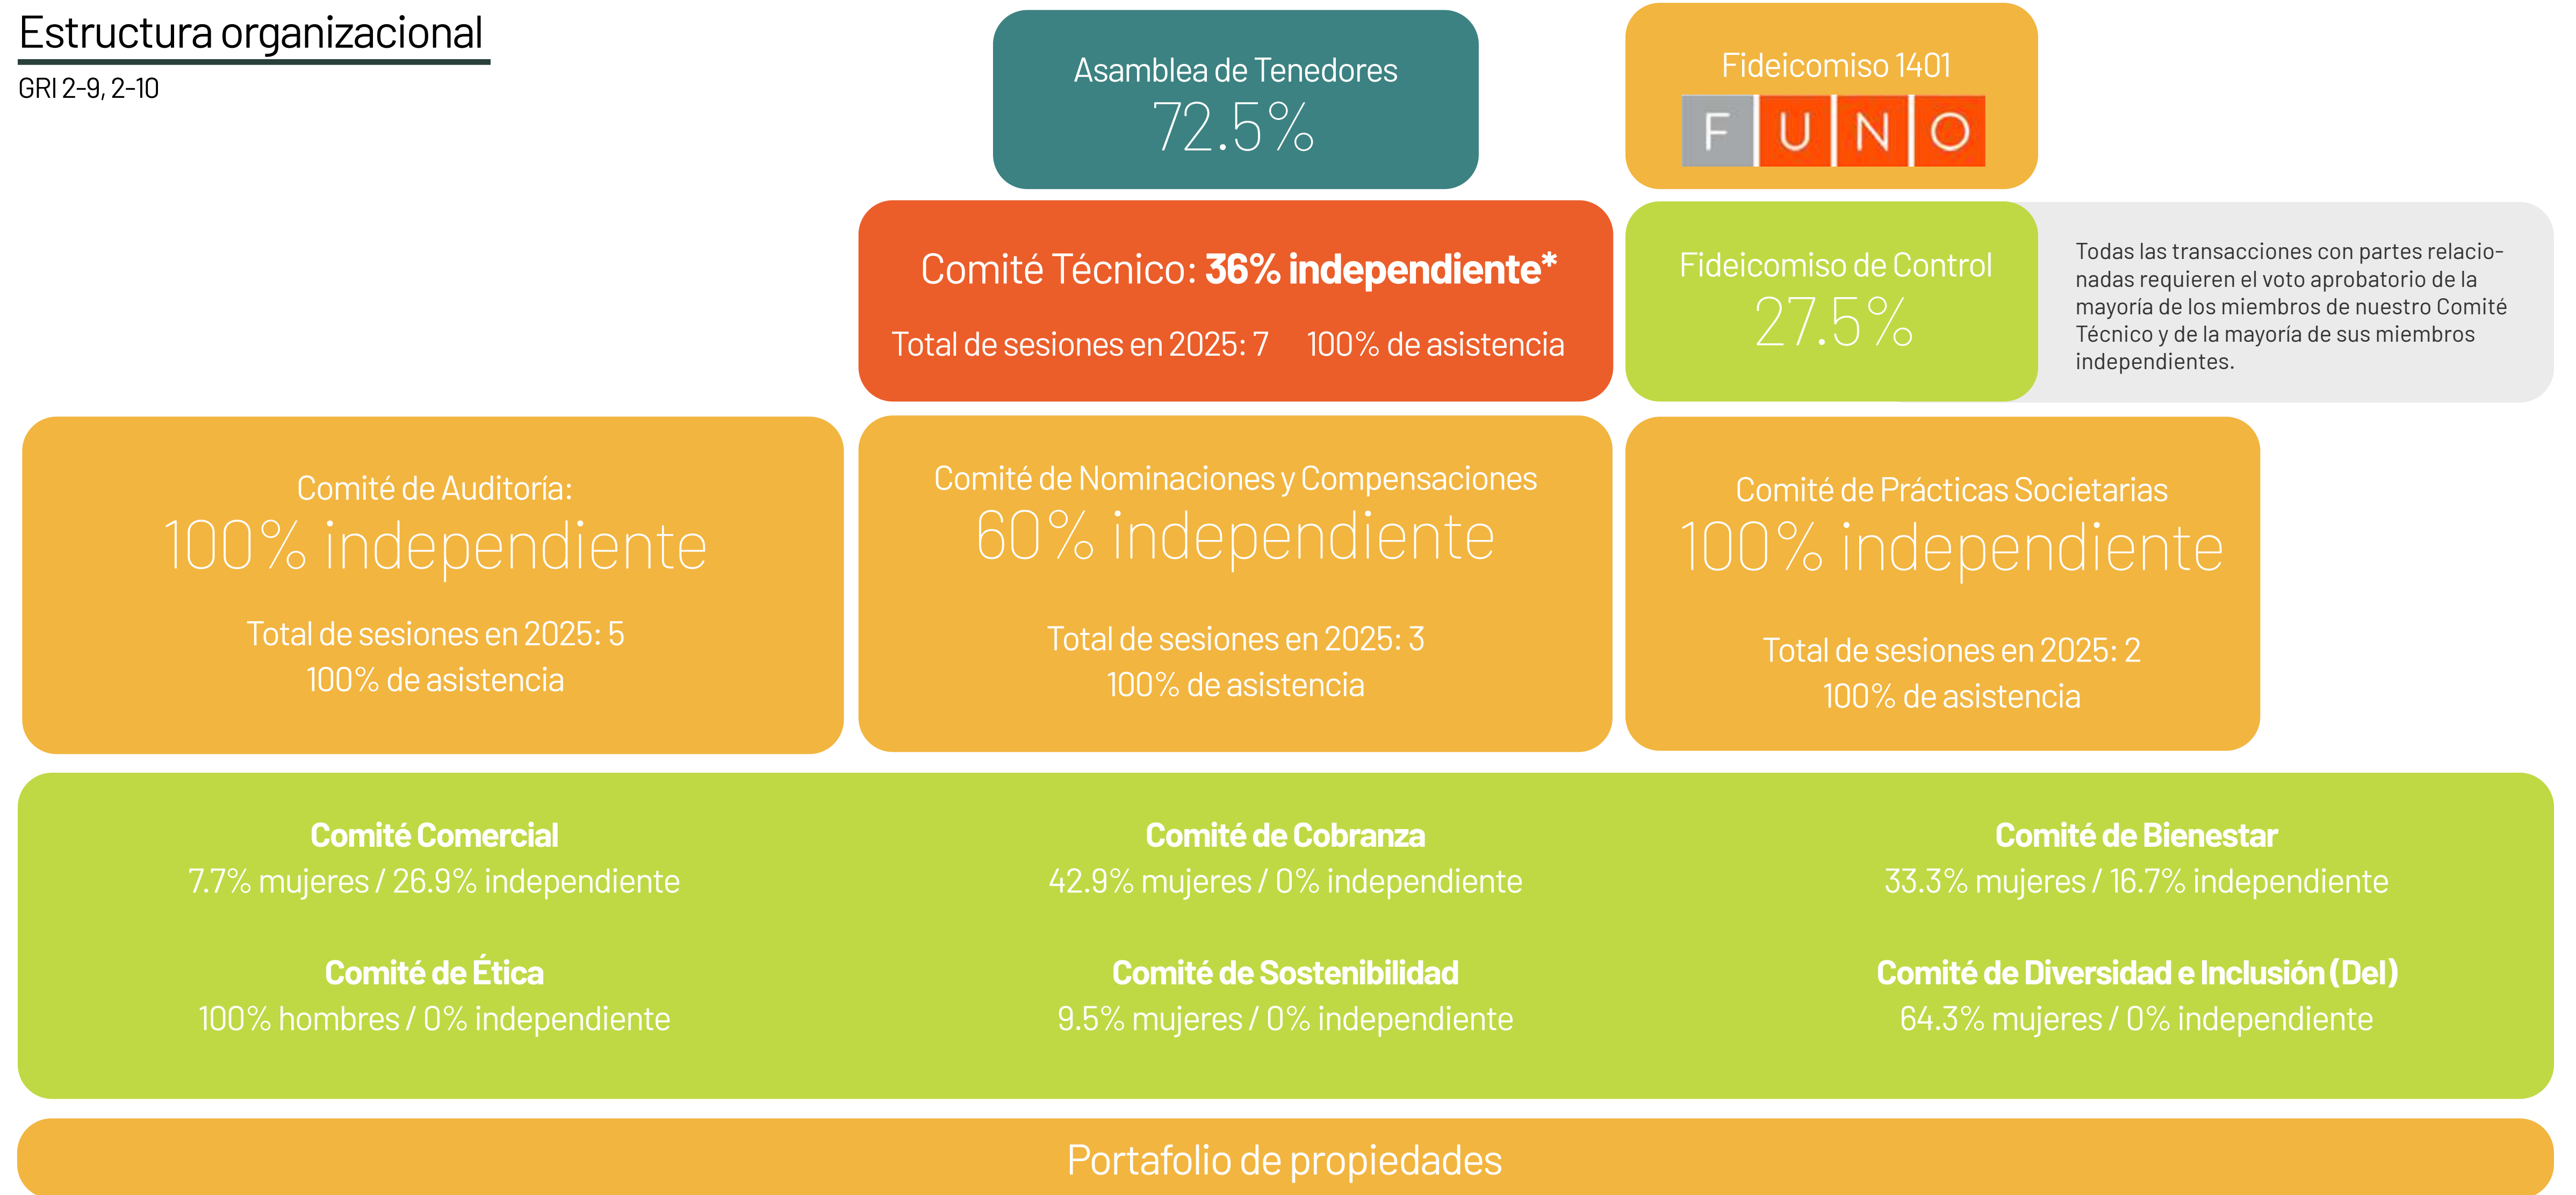 Estructura organizacional
GRI 2-9, 2-10
Asamblea de Tenedores
72.5%
Fideicomiso 1401
FUNO
Comité Técnico: 36% independiente*
Total de sesiones en 2025: 7 100% de asistencia
Fideicomiso de Control
27.5%
Todas las transacciones con partes relacio-
nadas requieren el voto aprobatorio de la
mayoría de los miembros de nuestro Comité
Técnico y de la mayoría de sus miembros
independientes.
Comité de Auditoría:
100% independiente
Total de sesiones en 2025: 5
100% de asistencia
Comité de Nominaciones y Compensaciones
60% independiente
Total de sesiones en 2025: 3
100% de asistencia
Comité de Prácticas Societarias
100% independiente
Total de sesiones en 2025: 2
100% de asistencia
Comité Comercial
7.7% mujeres / 26.9% independiente
Comité de Cobranza
42.9% mujeres / 0% independiente
Comité de Bienestar
33.3% mujeres / 16.7% independiente
Comité de Ética
100% hombres / 0% independiente
Comité de Sostenibilidad
9.5% mujeres / 0% independiente
Comité de Diversidad e Inclusión (DeI)
64.3% mujeres / 0% independiente
Portafolio de propiedades